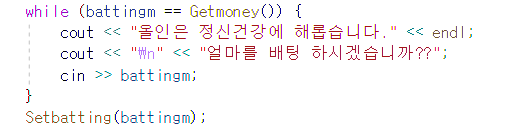 while (battingm == Getmoney()) {
cout << "올인은 정신건강에 해롭습니다." << endl;
cout << "₩n" << "얼마를 배팅 하시겠습니까??";
cin >> battingm;
}
Setbatting(battingm);